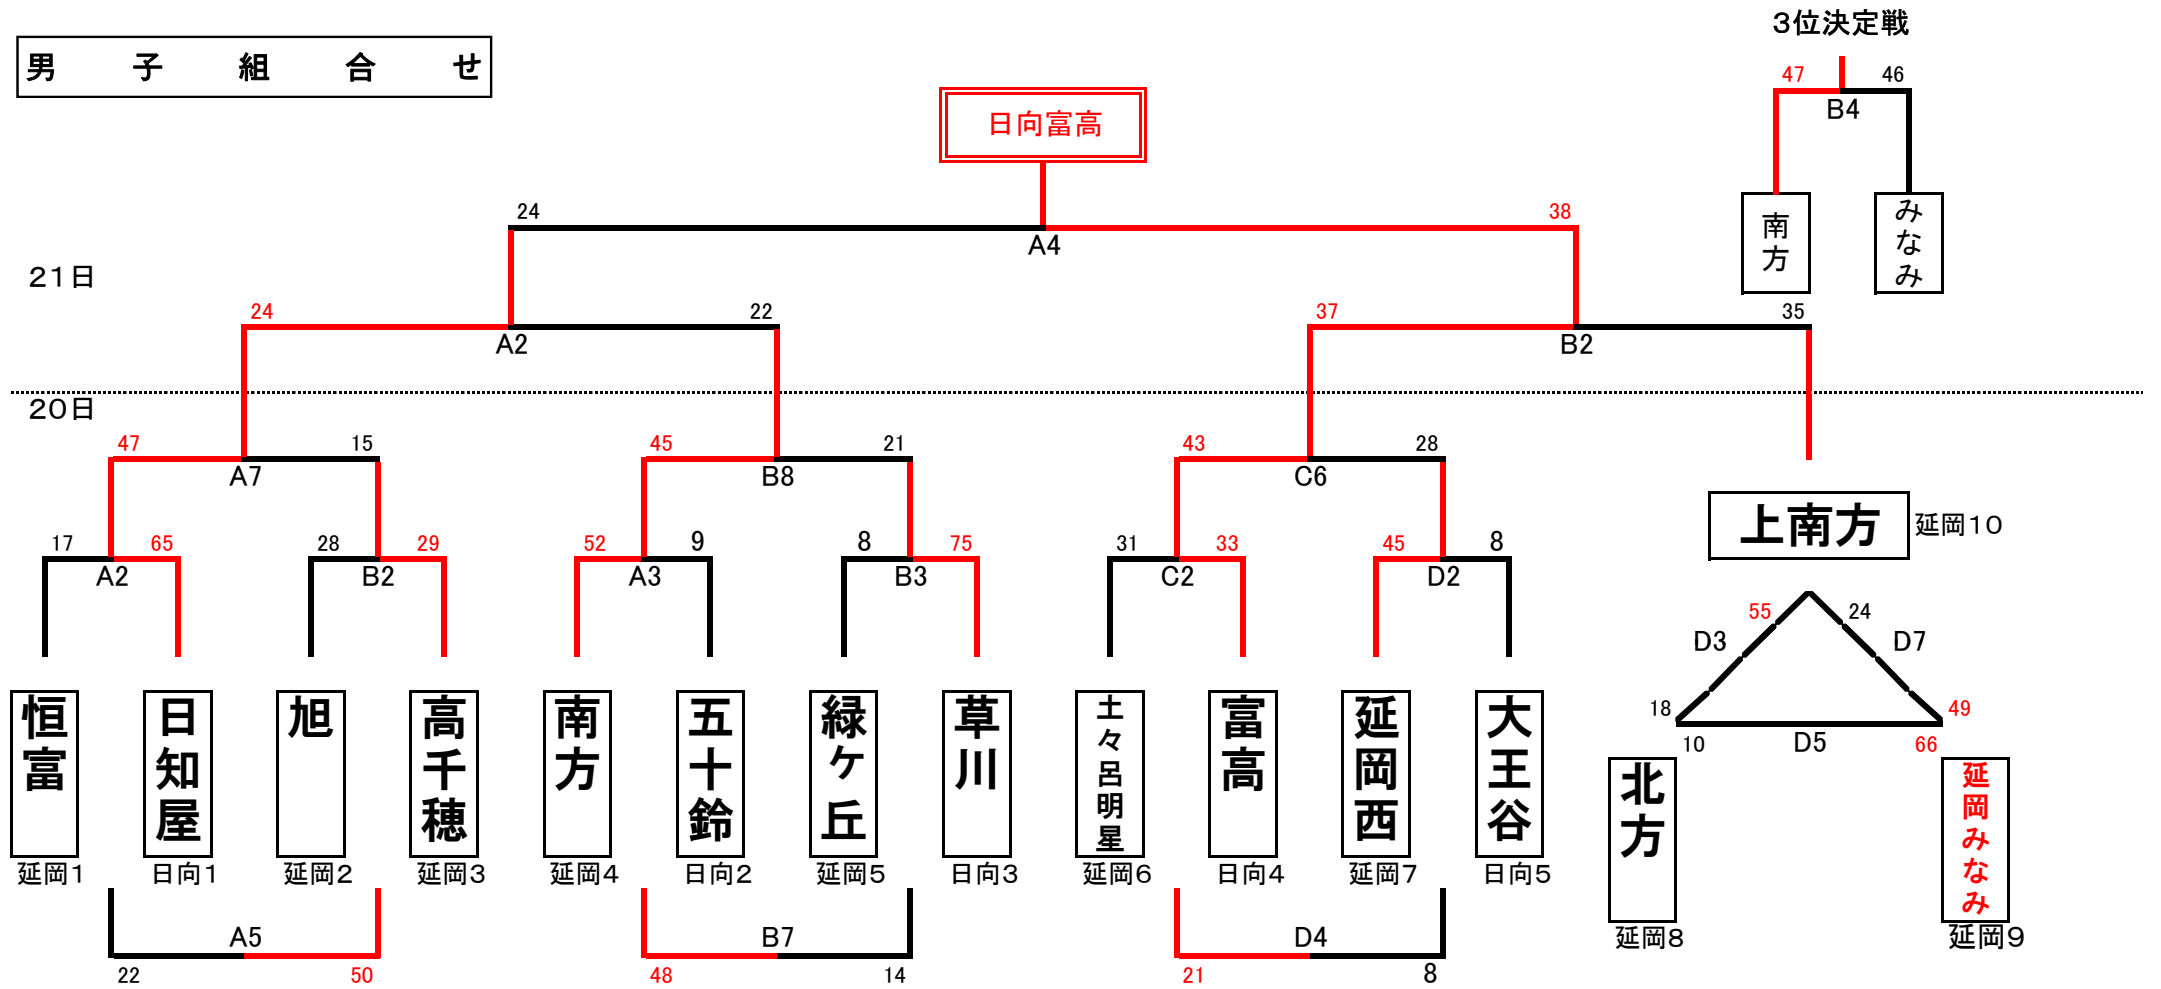 男子組合せ
3位決定戦
47 46
B4
南方
みなみ
日向富高
24 38
A4
21日
24 22
A2
37 35
B2
20日
47 15
A7
45 21
B8
43 28
C6
17 65
A2
28 29
B2
52 9
A3
8 75
B3
31 33
C2
45 8
D2
上南方
延岡10
55 24
D3 D7
18 49
10 D5 66
恒富
日知屋
旭
高千穂
南方
五十鈴
緑ケ丘
草川
土々呂明星
富高
延岡西
大王谷
北方
延岡みなみ
延岡1 日向1 延岡2 延岡3 延岡4 日向2 延岡5 日向3 延岡6 日向4 延岡7 日向5
延岡8 延岡9
A5
22 50
B7
48 14
D4
21 8